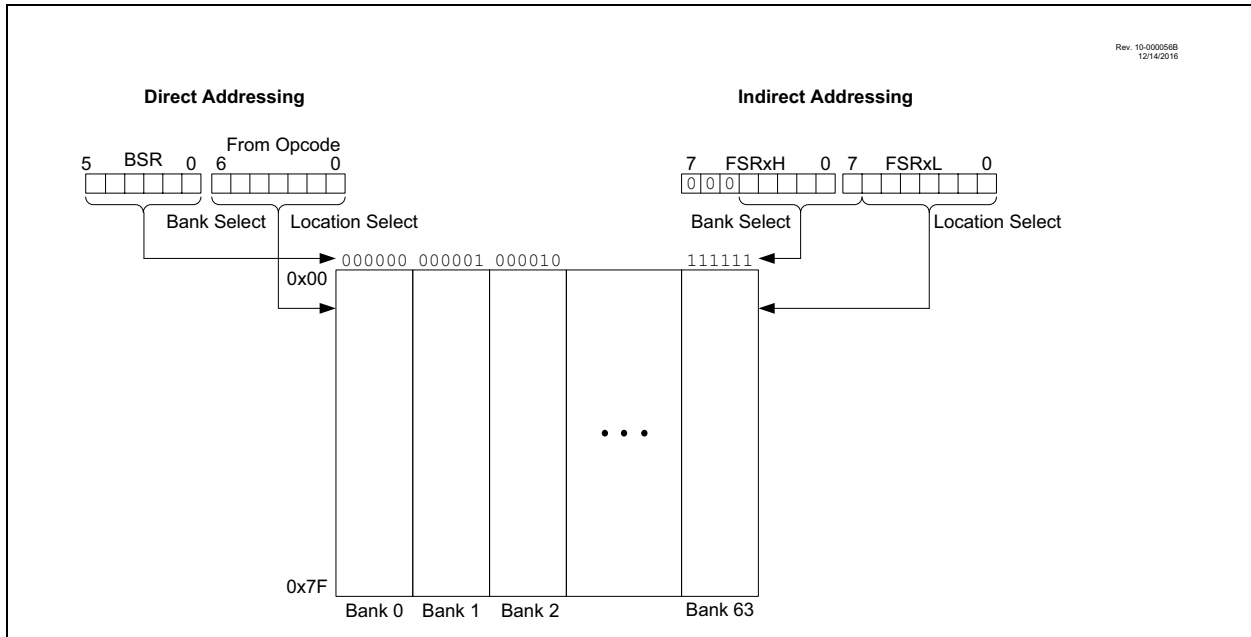 Rev. 10-000056B
12/14/2016
Direct Addressing
Indirect Addressing
5 BSR 0 6 From Opcode 0
7 FSRxH 0 7 FSRxL 0
0 0 0
Bank Select Location Select
Bank Select Location Select
000000 000001 000010 111111
0x00
• • •
0x7F
Bank 0 Bank 1 Bank 2 Bank 63